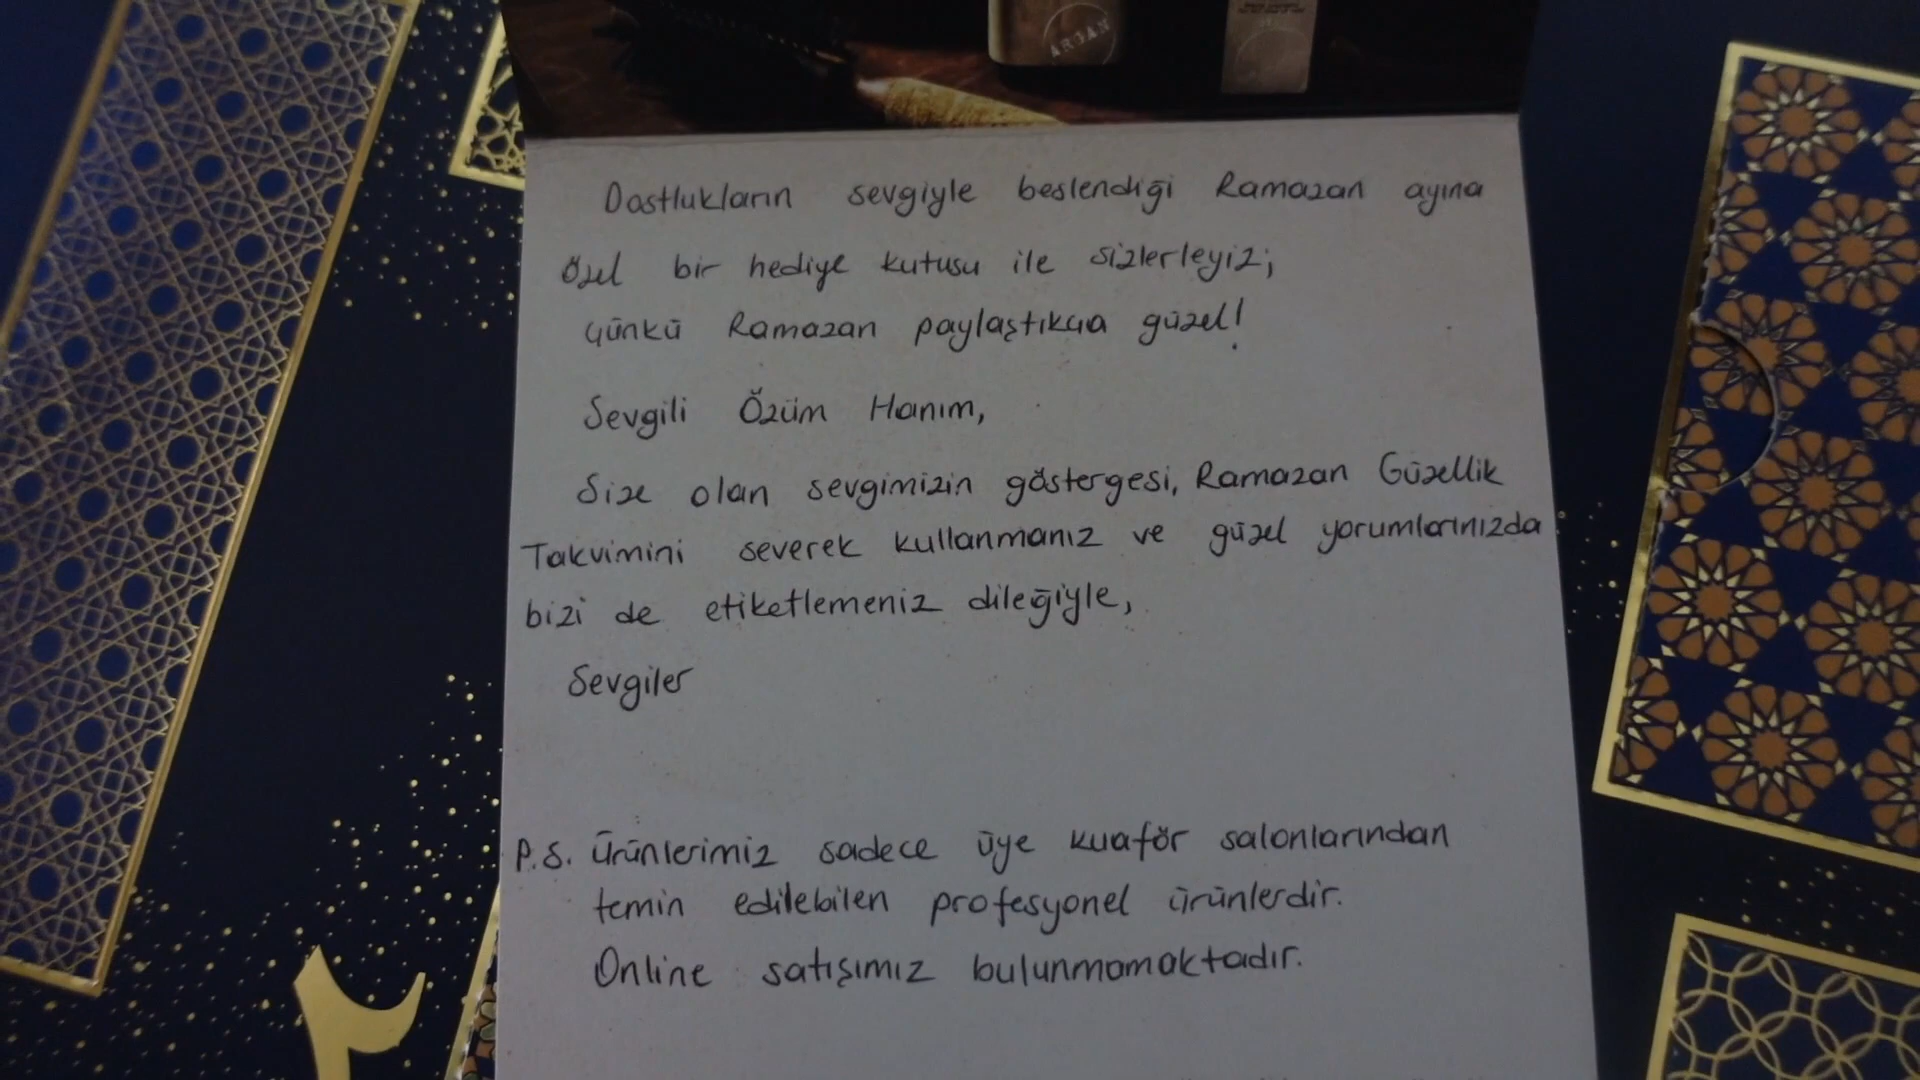 ARGAN
Dostlukların sevgiyle beslendiği Ramazan ayına
özel bir hediye kutusu ile sizlerleyiz;
çünkü Ramazan paylaştıkça güzel!
Sevgili Özüm Hanım,
Size olan sevgimizin göstergesi, Ramazan Güzellik
Takvimini severek kullanmanız ve güzel yorumlarınızda
bizi de etiketlemeniz dileğiyle,
Sevgiler
P.S. Ürünlerimiz sadece üye kuaför salonlarından
temin edilebilen profesyonel ürünlerdir.
Online satışımız bulunmamaktadır.
٢